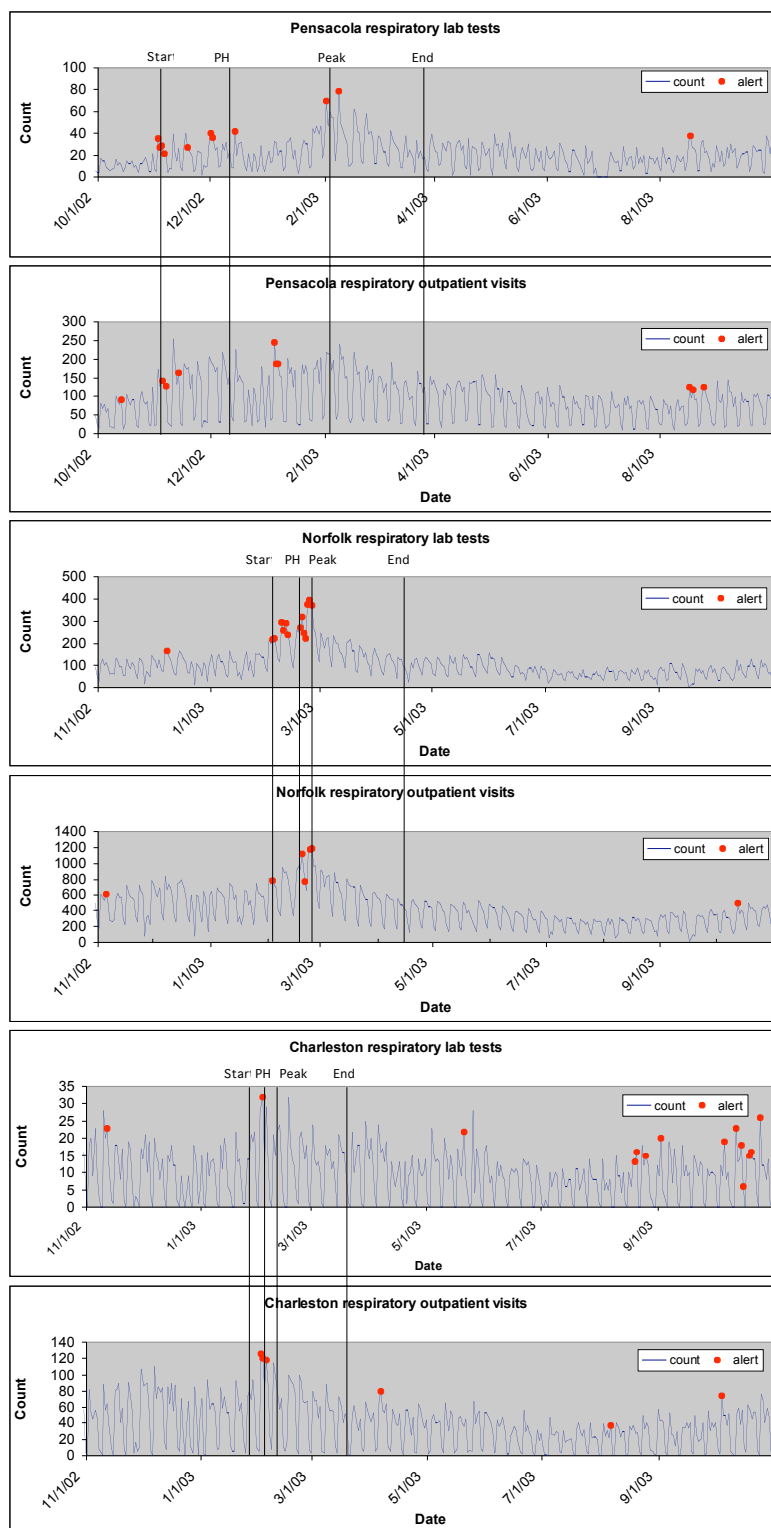 Pensacola respiratory lab tests
Start PH Peak End
100
80
60
40
20
0
Count
count alert
10/1/02 12/1/02 2/1/03 4/1/03 6/1/03 8/1/03
Pensacola respiratory outpatient visits
300
250
200
150
100
50
0
Count
count alert
10/1/02 12/1/02 2/1/03 4/1/03 6/1/03 8/1/03
Date
Norfolk respiratory lab tests
Start PH Peak End
500
400
300
200
100
0
Count
count alert
11/1/02 1/1/03 3/1/03 5/1/03 7/1/03 9/1/03
Date
Norfolk respiratory outpatient visits
1400
1200
1000
800
600
400
200
0
Count
count alert
11/1/02 1/1/03 3/1/03 5/1/03 7/1/03 9/1/03
Date
Charleston respiratory lab tests
Start PH Peak End
35
30
25
20
15
10
5
0
Count
count alert
11/1/02 1/1/03 3/1/03 5/1/03 7/1/03 9/1/03
Date
Charleston respiratory outpatient visits
140
120
100
80
60
40
20
0
Count
count alert
11/1/02 1/1/03 3/1/03 5/1/03 7/1/03 9/1/03
Date